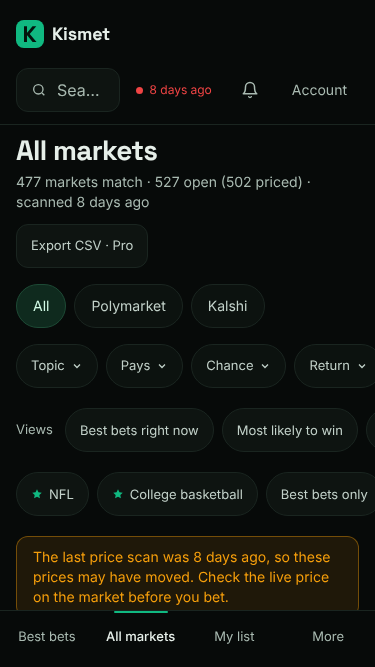 Kismet
Sea...
8 days ago
Account
All markets
477 markets match · 527 open (502 priced) ·
scanned 8 days ago
Export CSV · Pro
All
Polymarket
Kalshi
Topic
Pays
Chance
Return
Views
Best bets right now
Most likely to win
NFL
College basketball
Best bets only
The last price scan was 8 days ago, so these
prices may have moved. Check the live price
on the market before you bet.
Best bets
All markets
My list
More